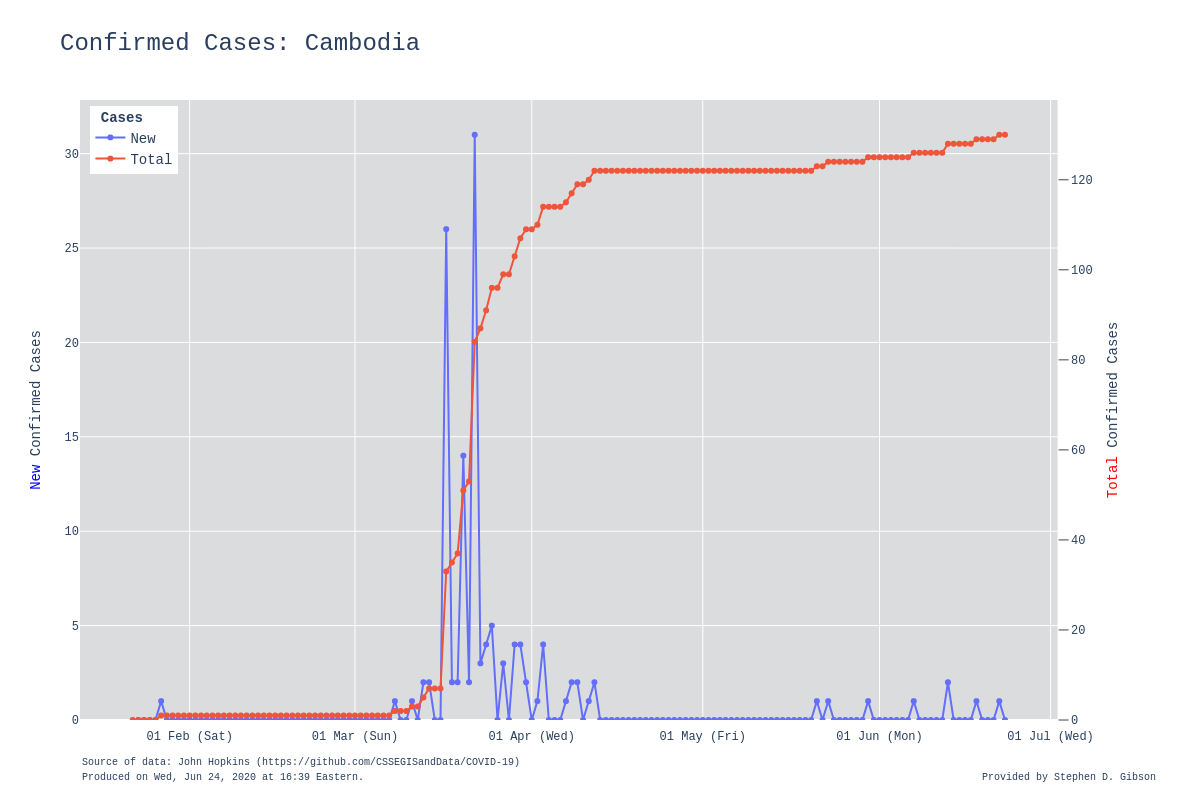 Confirmed Cases: Cambodia
Cases
New
Total
30
25
20
15
10
5
0
120
100
80
60
40
20
0
New Confirmed Cases
Total Confirmed Cases
01 Feb (Sat)
01 Mar (Sun)
01 Apr (Wed)
01 May (Fri)
01 Jun (Mon)
01 Jul (Wed)
Source of data: John Hopkins (https://github.com/CSSEGISandData/COVID-19)
Produced on Wed, Jun 24, 2020 at 16:39 Eastern.
Provided by Stephen D. Gibson